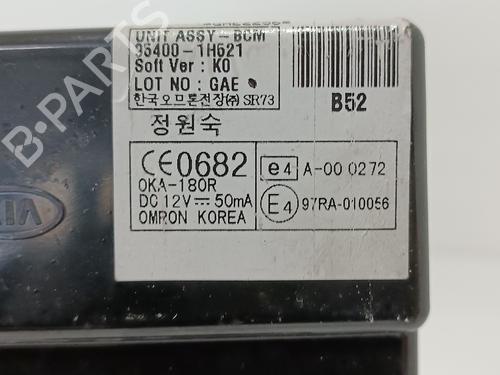 UNIT ASSY-BCM
95400-1H521
Soft Ver : K0
LOT NO : GAE
한국오므론전장㈜ SR73
B52
정원숙
CE0682
OKA-180R
DC 12V 50mA
OMRON KOREA
e4 A-00 0272
E4 97RA-010056
KIA
B-PARTS